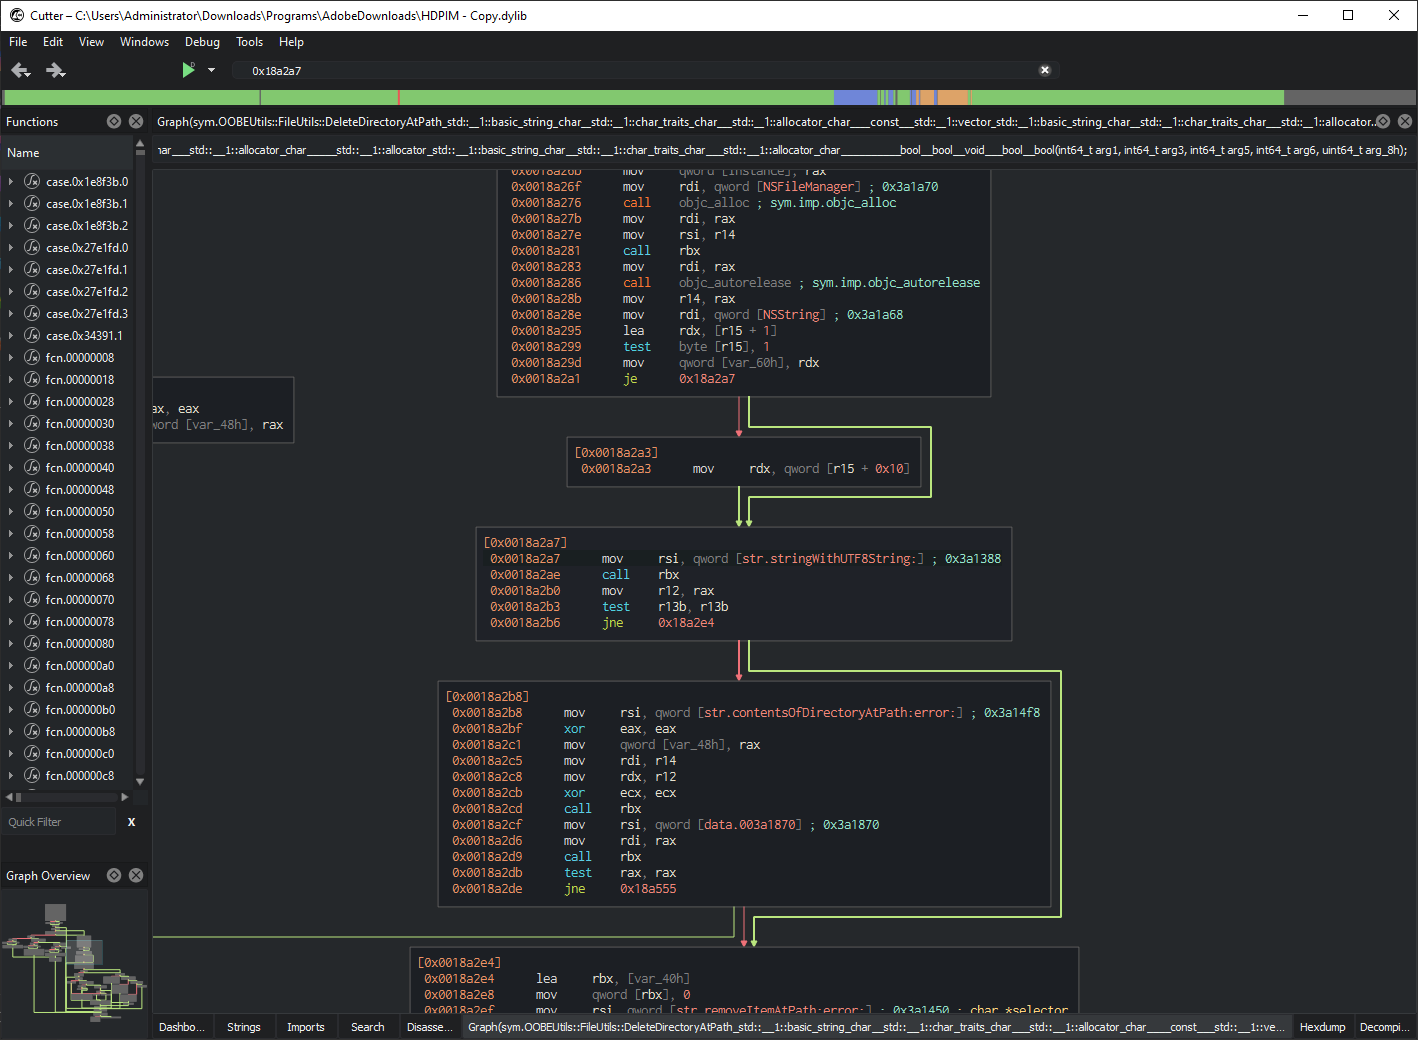 Cutter – C:\Users\Administrator\Downloads\Programs\AdobeDownloads\HDPIM - Copy.dylib
File Edit View Windows Debug Tools Help
0x18a2a7
Functions
Graph(sym.OOBEUtils::FileUtils::DeleteDirectoryAtPath_std::__1::basic_string_char__std::__1::char_traits_char___std::__1::allocator_char____const___std::__1::vector_std::__1::basic_string_char__std::__1::char_traits_char___std::__1::allocator...
Name
har___std::__1::allocator_char_____std::__1::allocator_std::__1::basic_string_char__std::__1::char_traits_char___std::__1::allocator_char___________bool__bool__void___bool__bool(int64_t arg1, int64_t arg3, int64_t arg5, int64_t arg6, uint64_t arg_8h);
case.0x1e8f3b.0
case.0x1e8f3b.1
case.0x1e8f3b.2
case.0x27e1fd.0
case.0x27e1fd.1
case.0x27e1fd.2
case.0x27e1fd.3
case.0x34391.1
fcn.00000008
fcn.00000018
fcn.00000028
fcn.00000030
fcn.00000038
fcn.00000040
fcn.00000048
fcn.00000050
fcn.00000058
fcn.00000060
fcn.00000068
fcn.00000070
fcn.00000078
fcn.00000080
fcn.000000a0
fcn.000000a8
fcn.000000b0
fcn.000000b8
fcn.000000c0
fcn.000000c8
Quick Filter X
Graph Overview
0x0018a26b mov qword [instance], rax
0x0018a26f mov rdi, qword [NSFileManager] ; 0x3a1a70
0x0018a276 call objc_alloc ; sym.imp.objc_alloc
0x0018a27b mov rdi, rax
0x0018a27e mov rsi, r14
0x0018a281 call rbx
0x0018a283 mov rdi, rax
0x0018a286 call objc_autorelease ; sym.imp.objc_autorelease
0x0018a28b mov r14, rax
0x0018a28e mov rdi, qword [NSString] ; 0x3a1a68
0x0018a295 lea rdx, [r15 + 1]
0x0018a299 test byte [r15], 1
0x0018a29d mov qword [var_60h], rdx
0x0018a2a1 je 0x18a2a7
ax, eax
word [var_48h], rax
[0x0018a2a3]
0x0018a2a3 mov rdx, qword [r15 + 0x10]
[0x0018a2a7]
0x0018a2a7 mov rsi, qword [str.stringWithUTF8String:] ; 0x3a1388
0x0018a2ae call rbx
0x0018a2b0 mov r12, rax
0x0018a2b3 test r13b, r13b
0x0018a2b6 jne 0x18a2e4
[0x0018a2b8]
0x0018a2b8 mov rsi, qword [str.contentsOfDirectoryAtPath:error:] ; 0x3a14f8
0x0018a2bf xor eax, eax
0x0018a2c1 mov qword [var_48h], rax
0x0018a2c5 mov rdi, r14
0x0018a2c8 mov rdx, r12
0x0018a2cb xor ecx, ecx
0x0018a2cd call rbx
0x0018a2cf mov rsi, qword [data.003a1870] ; 0x3a1870
0x0018a2d6 mov rdi, rax
0x0018a2d9 call rbx
0x0018a2db test rax, rax
0x0018a2de jne 0x18a555
[0x0018a2e4]
0x0018a2e4 lea rbx, [var_40h]
0x0018a2e8 mov qword [rbx], 0
0x0018a2ef mov rsi, qword [str.removeItemAtPath:error:] ; 0x3a1450 ; char *selector
Dashbo... Strings Imports Search Disasse... Graph(sym.OOBEUtils::FileUtils::DeleteDirectoryAtPath_std::__1::basic_string_char__std::__1::char_traits_char___std::__1::allocator_char____const___std::__1::ve... Hexdump Decompi...